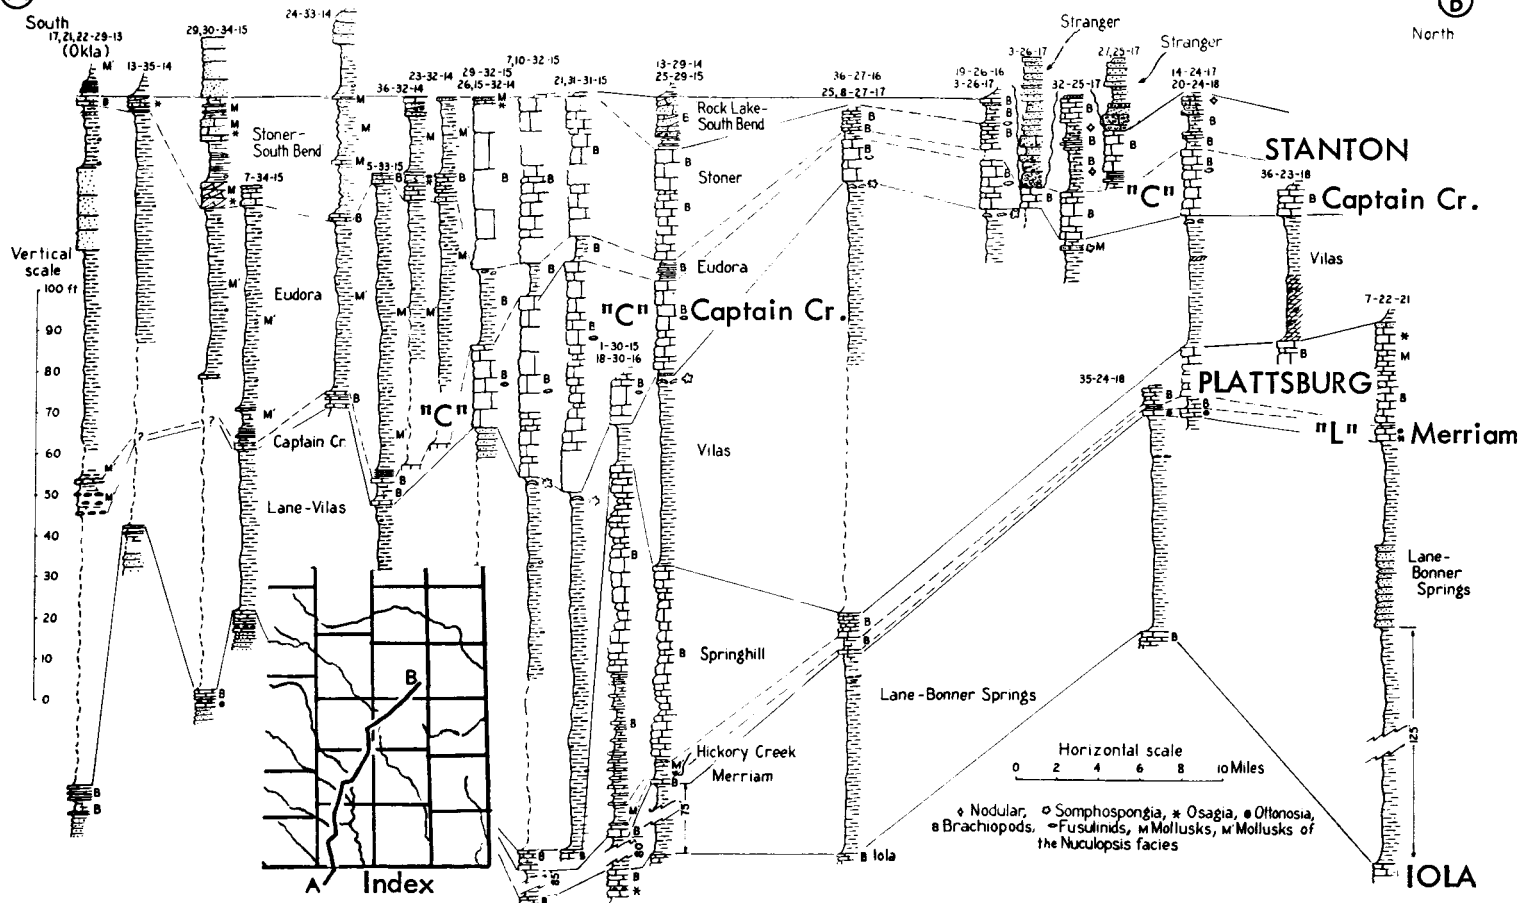 South
17,21,22-29-13
(Okla)
13-35-14
29,30-34-15
24-33-14
7-34-15
5-33-15
36-32-14
23-32-14
29-32-15
26,15-32-14
7,10-32-15
21,31-31-15
13-29-14
25-29-15
1-30-15
18-30-16
36-27-16
25,8-27-17
19-26-16
3-26-17
3-26-17
Stranger
32-25-17
27,25-17
Stranger
14-24-17
20-24-18
B
North
36-23-18
35-24-18
7-22-21
Stoner-
South Bend
Rock Lake-
South Bend
Stoner
Eudora
Eudora
"C" Captain Cr.
"C"
"C"
STANTON
Captain Cr.
Vilas
PLATTSBURG
"L" Merriam
Captain Cr
Lane-Vilas
Vilas
Springhill
Hickory Creek
Merriam
Lane-Bonner Springs
Lane-
Bonner
Springs
Iola
IOLA
75
80'
85'
125
Vertical
scale
100 ft
90
80
70
60
50
40
30
20
10
0
A
B
Index
Horizontal scale
0 2 4 6 8 10 Miles
Nodular, Somphospongia, * Osagia, Ottonosia,
B Brachiopods, Fusulinids, M Mollusks, M' Mollusks of
the Nuculopsis facies